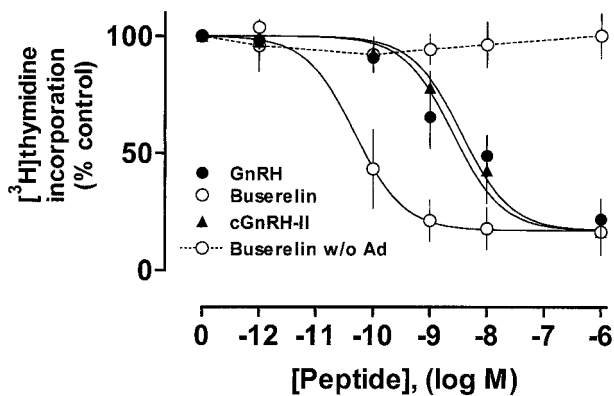 [³H]thymidine
incorporation
(% control)
100
50
0
GnRH
Buserelin
cGnRH-II
Buserelin w/o Ad
0 -12 -11 -10 -9 -8 -7 -6
[Peptide], (log M)